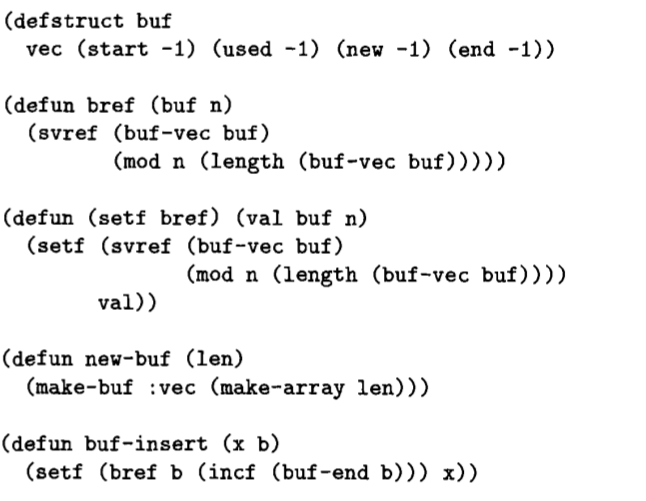 (defstruct buf
  vec (start -1) (used -1) (new -1) (end -1))

(defun bref (buf n)
  (svref (buf-vec buf)
         (mod n (length (buf-vec buf)))))

(defun (setf bref) (val buf n)
  (setf (svref (buf-vec buf)
               (mod n (length (buf-vec buf))))
        val))

(defun new-buf (len)
  (make-buf :vec (make-array len)))

(defun buf-insert (x b)
  (setf (bref b (incf (buf-end b))) x))